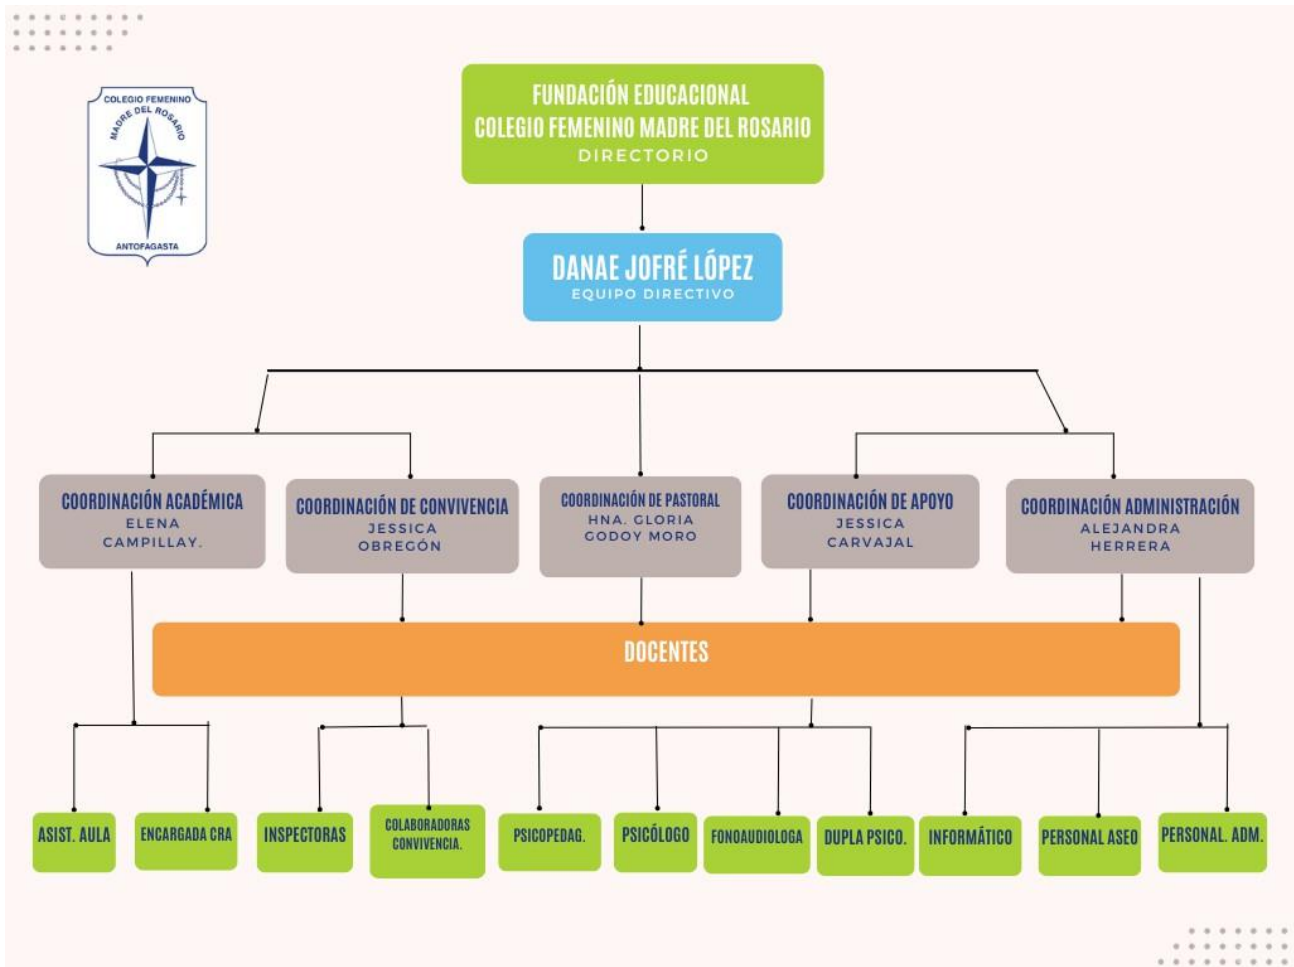 COLEGIO FEMENINO
MADRE DEL ROSARIO
ANTOFAGASTA
FUNDACIÓN EDUCACIONAL
COLEGIO FEMENINO MADRE DEL ROSARIO
DIRECTORIO
DANAE JOFRÉ LÓPEZ
EQUIPO DIRECTIVO
COORDINACIÓN ACADÉMICA
ELENA
CAMPILLAY.
COORDINACIÓN DE CONVIVENCIA
JESSICA
OBREGÓN
COORDINACIÓN DE PASTORAL
HNA. GLORIA
GODOY MORO
COORDINACIÓN DE APOYO
JESSICA
CARVAJAL
COORDINACIÓN ADMINISTRACIÓN
ALEJANDRA
HERRERA
DOCENTES
ASIST. AULA
ENCARGADA CRA
INSPECTORAS
COLABORADORAS
CONVIVENCIA.
PSICOPEDAG.
PSICÓLOGO
FONOAUDIOLOGA
DUPLA PSICO.
INFORMÁTICO
PERSONAL ASEO
PERSONAL. ADM.